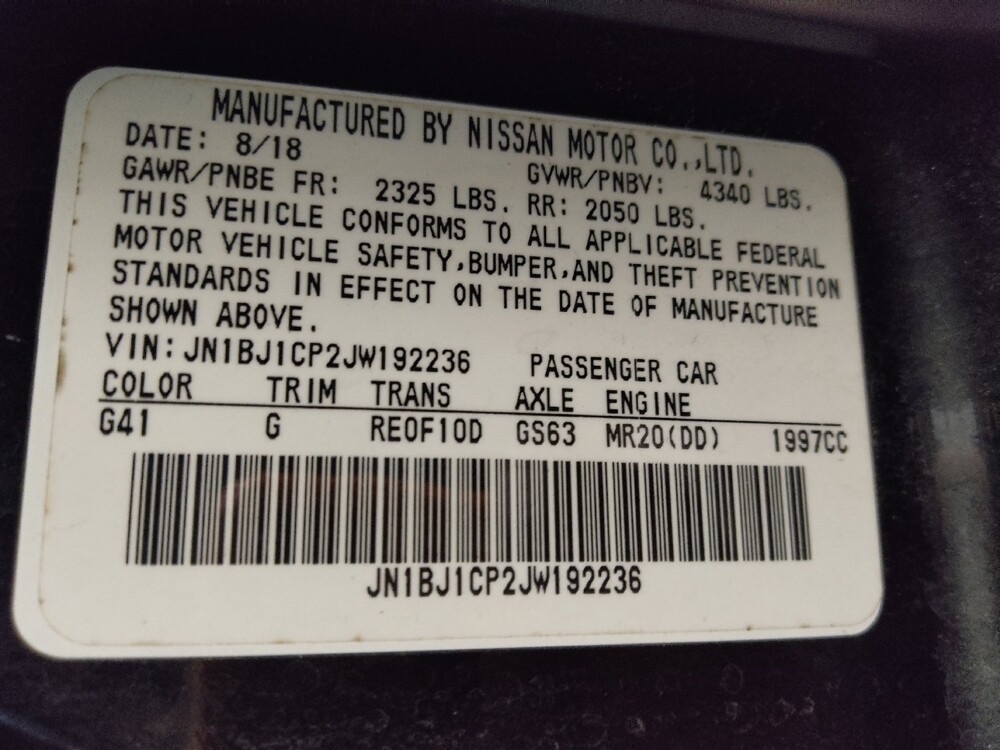 MANUFACTURED BY NISSAN MOTOR CO.,LTD.
DATE: 8/18 GVWR/PNBV: 4340 LBS.
GAWR/PNBE FR: 2325 LBS. RR: 2050 LBS.
THIS VEHICLE CONFORMS TO ALL APPLICABLE FEDERAL
MOTOR VEHICLE SAFETY,BUMPER,AND THEFT PREVENTION
STANDARDS IN EFFECT ON THE DATE OF MANUFACTURE
SHOWN ABOVE.
VIN: JN1BJ1CP2JW192236 PASSENGER CAR
COLOR TRIM TRANS AXLE ENGINE
G41 G RE0F10D GS63 MR20(DD) 1997CC
JN1BJ1CP2JW192236